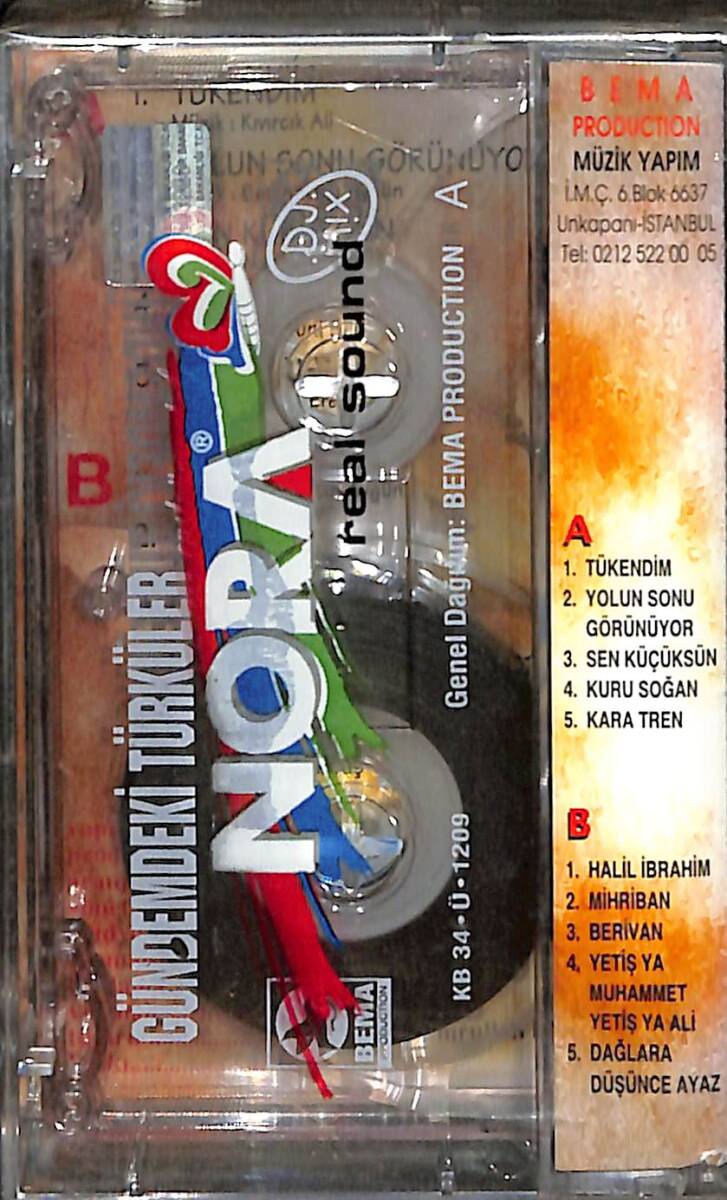 BEMA
PRODUCTION
MÜZİK YAPIM
İ.M.Ç. 6.Blok 6637
Unkapanı-İSTANBUL
Tel: 0212 522 00 05
A
1. TÜKENDİM
2. YOLUN SONU
GÖRÜNÜYOR
3. SEN KÜÇÜKSÜN
4. KURU SOĞAN
5. KARA TREN
B
1. HALİL İBRAHİM
2. MİHRİBAN
3. BERİVAN
4. YETİŞ YA
MUHAMMET
YETİŞ YA ALİ
5. DAĞLARA
DÜŞÜNCE AYAZ
GÜNDEMDEKİ TÜRKÜLER
NORA ®
real sound
DJ. MIX
KB 34•Ü•1209
Genel Dağıtım: BEMA PRODUCTION
A
BEMA
PRODUCTION
B
1. TÜKENDİM
Müzik : Kıvırcık Ali
LUN SONU GÖRÜNÜYO